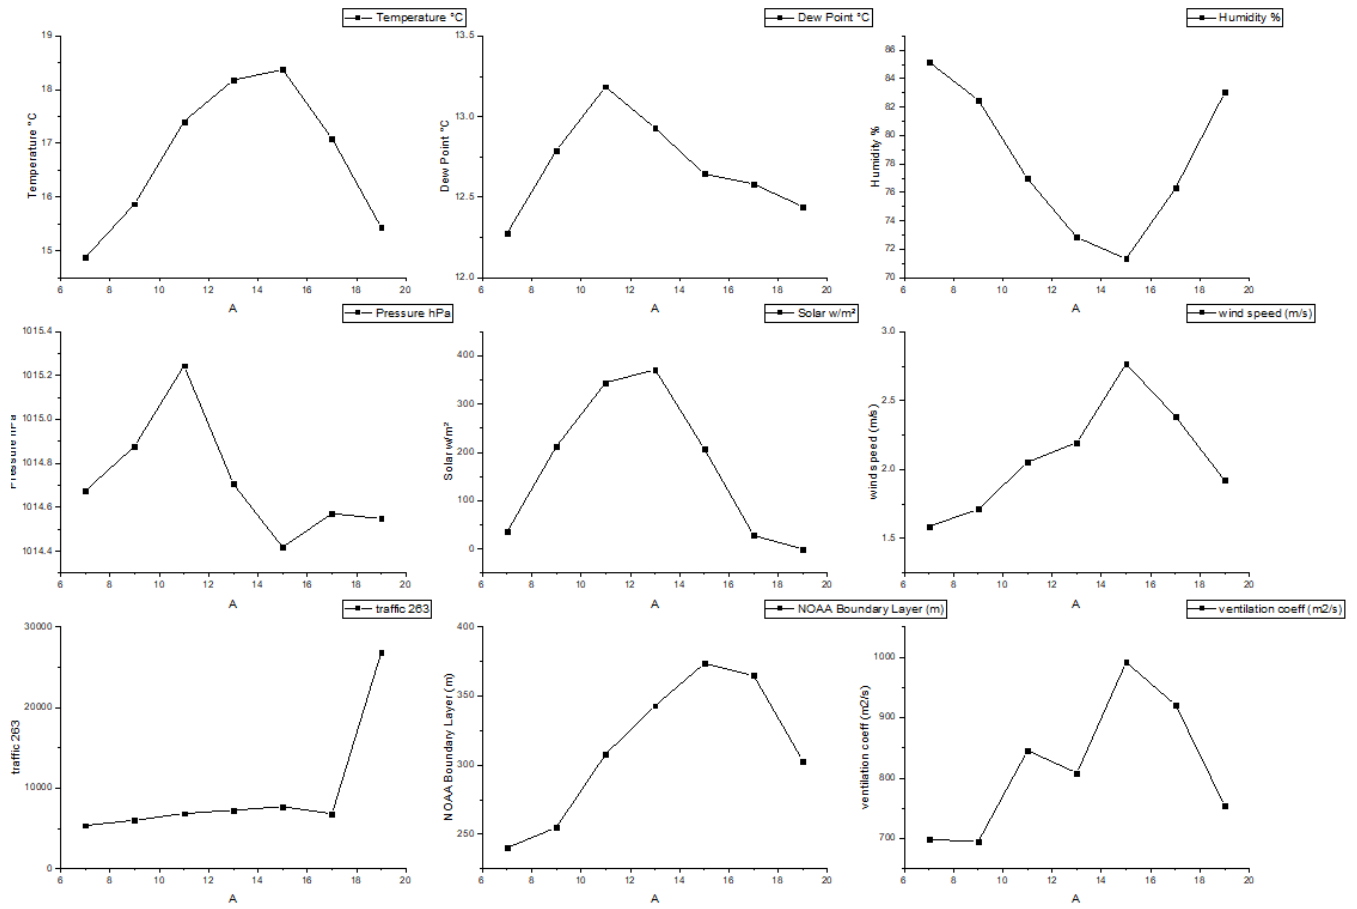 Temperature °C
19
18
17
16
15
Temperature °C
6 8 10 12 14 16 18 20
A
Dew Point °C
13.5
13.0
12.5
12.0
Dew Point °C
6 8 10 12 14 16 18 20
A
Humidity %
86
84
82
80
78
76
74
72
70
Humidity %
6 8 10 12 14 16 18 20
A
Pressure hPa
1015.4
1015.2
1015.0
1014.8
1014.6
1014.4
Pressure hPa
6 8 10 12 14 16 18 20
A
Solar w/m²
400
300
200
100
0
Solar w/m²
6 8 10 12 14 16 18 20
A
wind speed (m/s)
3.0
2.5
2.0
1.5
wind speed (m/s)
6 8 10 12 14 16 18 20
A
traffic 263
30000
20000
10000
0
traffic 263
6 8 10 12 14 16 18 20
A
NOAA Boundary Layer (m)
400
350
300
250
NOAA Boundary Layer (m)
6 8 10 12 14 16 18 20
A
ventilation coeff (m2/s)
1000
900
800
700
ventilation coeff (m2/s)
6 8 10 12 14 16 18 20
A